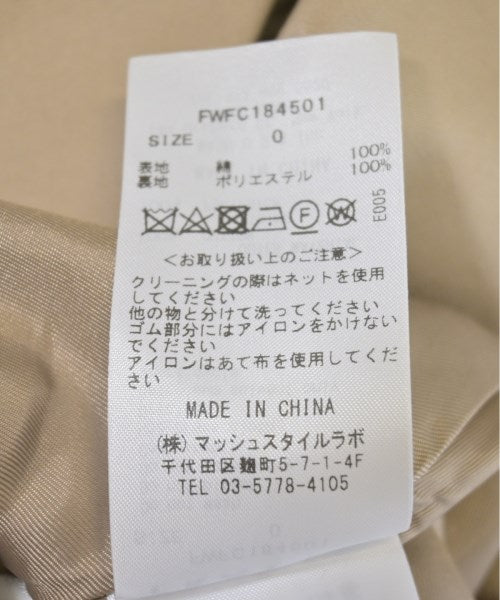 FWFC184501
SIZE 0
表地 綿 100%
裏地 ポリエステル 100%
F W
E005
<お取り扱い上のご注意>
クリーニングの際はネットを使用
してください
他の物と分けて洗ってください
ゴム部分にはアイロンをかけない
でください
アイロンはあて布を使用してくだ
さい
MADE IN CHINA
(株) マッシュスタイルラボ
千代田区麹町5-7-1-4F
TEL 03-5778-4105
FWFC184501